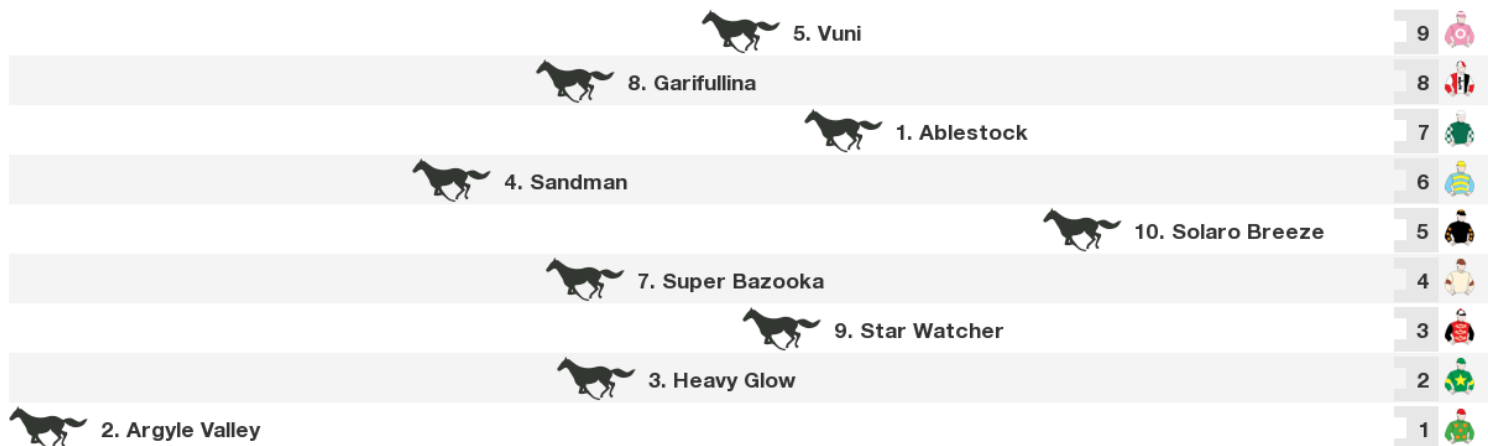 5. Vuni 9
8. Garifullina 8
1. Ablestock 7
4. Sandman 6
10. Solaro Breeze 5
7. Super Bazooka 4
9. Star Watcher 3
3. Heavy Glow 2
2. Argyle Valley 1